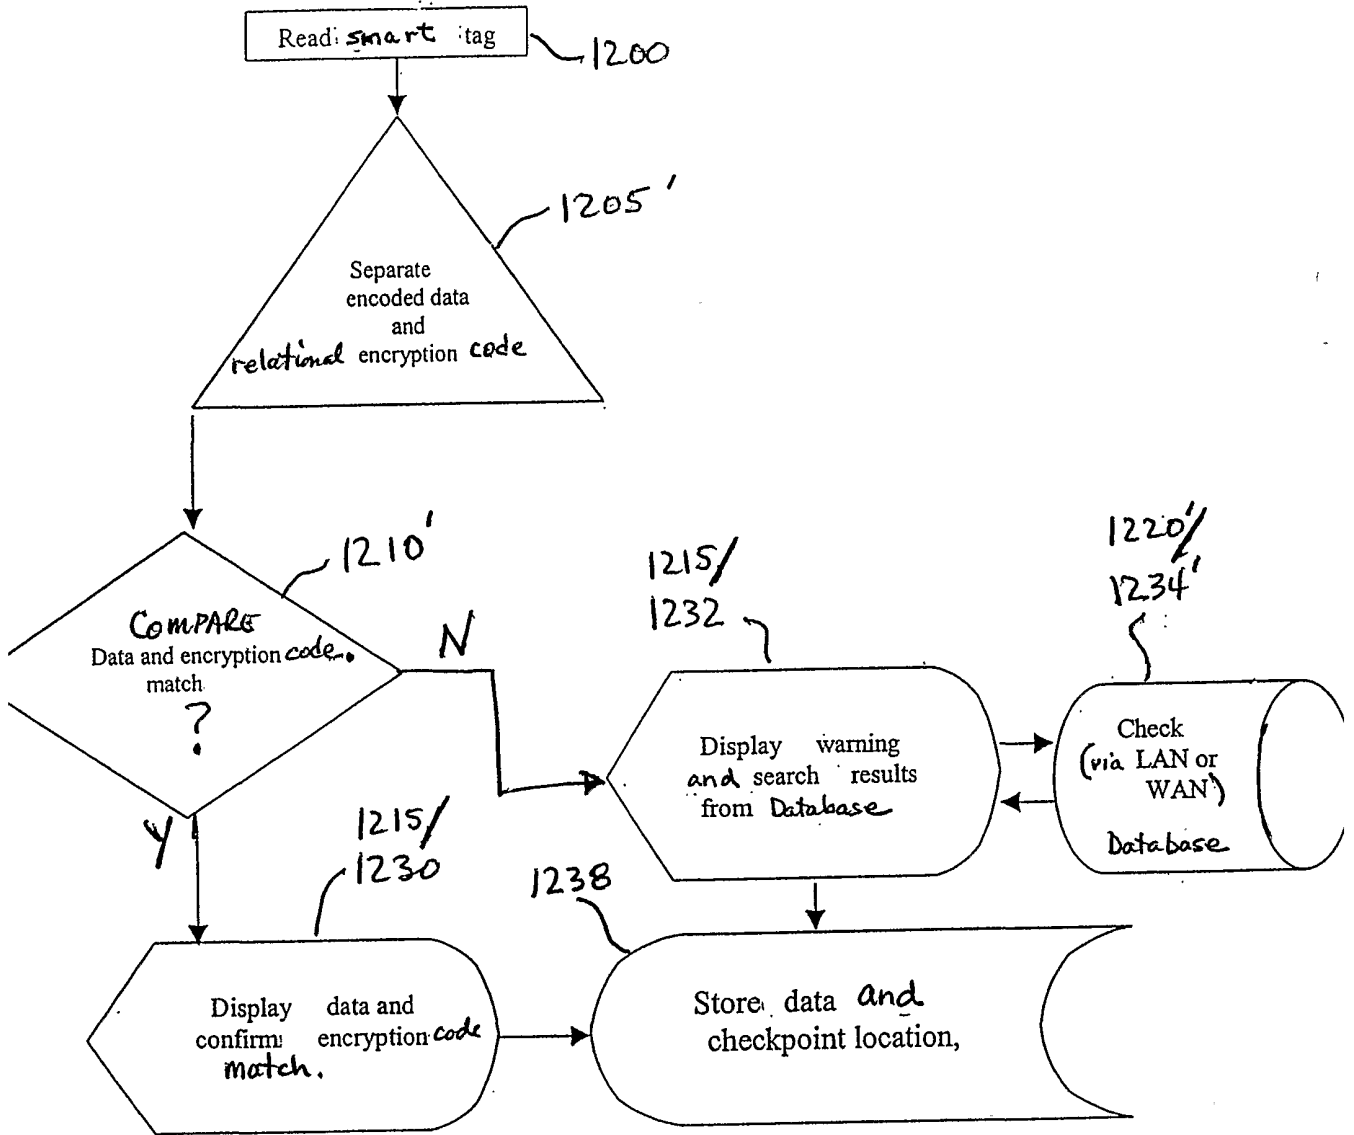 Read smart tag
1200
1205'
Separate
encoded data
and
relational encryption code
1210'
COMPARE
Data and encryption code.
match
?
N
Y
1215/
1232
1220'/
1234'
Display warning
and search results
from Database
Check
(via LAN or
WAN)
Database
1215/
1230
1238
Display data and
confirm encryption code
match.
Store data and
checkpoint location,